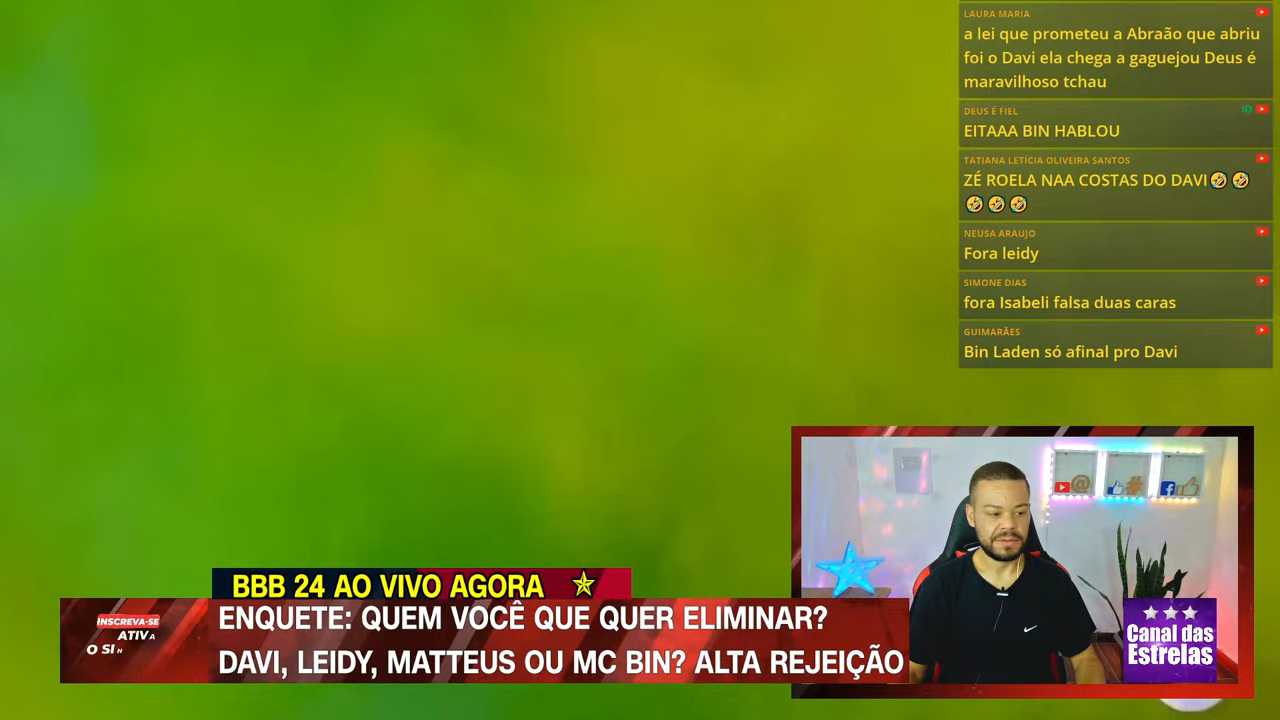 LAURA MARIA
a lei que prometeu a Abraão que abriu
foi o Davi ela chega a gaguejou Deus é
maravilhoso tchau
DEUS É FIEL
EITAAA BIN HABLOU
TATIANA LETÍCIA OLIVEIRA SANTOS
ZÉ ROELA NAA COSTAS DO DAVI🤣🤣
🤣🤣🤣
NEUSA ARAUJO
Fora leidy
SIMONE DIAS
fora Isabeli falsa duas caras
GUIMARÃES
Bin Laden só afinal pro Davi
BBB 24 AO VIVO AGORA
INSCREVA-SE
ATIVA
O SIN
ENQUETE: QUEM VOCÊ QUE QUER ELIMINAR?
DAVI, LEIDY, MATTEUS OU MC BIN? ALTA REJEIÇÃO
Canal das
Estrelas